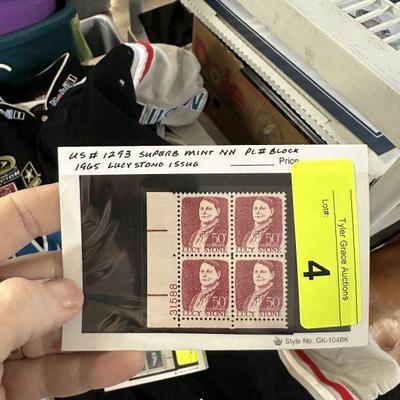 US# 1293 SUPERB MINT NN PL# BLOCK
1965 LUCY STONE ISSUE
Price
50¢
LUCY STONE
50¢
LUCY STONE
50¢
LUCY STONE
50¢
LUCY STONE
31588
Lot#:
4
Tyler Grace Auctions
Style No. GK-104BK